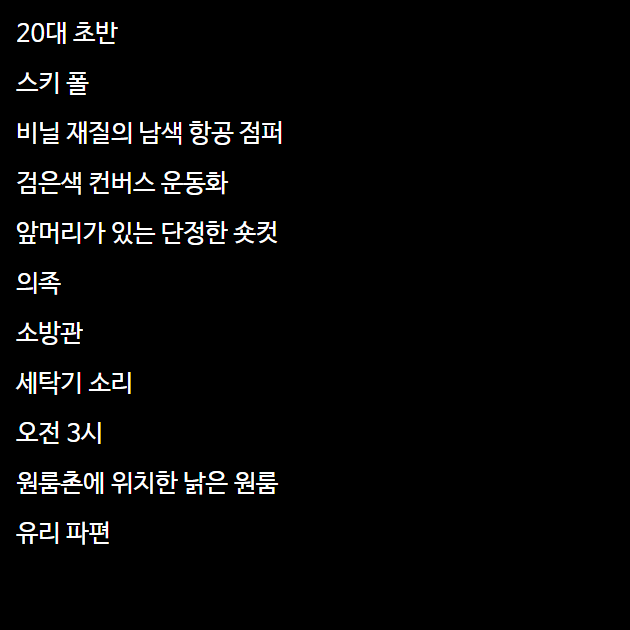 20대 초반
스키 폴
비닐 재질의 남색 항공 점퍼
검은색 컨버스 운동화
앞머리가 있는 단정한 숏컷
의족
소방관
세탁기 소리
오전 3시
원룸촌에 위치한 낡은 원룸
유리 파편